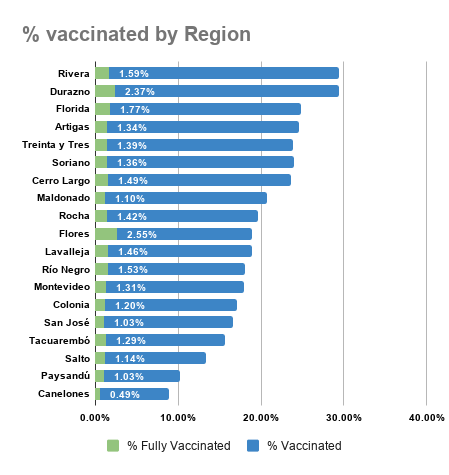 % vaccinated by Region
Rivera 1.59%
Durazno 2.37%
Florida 1.77%
Artigas 1.34%
Treinta y Tres 1.39%
Soriano 1.36%
Cerro Largo 1.49%
Maldonado 1.10%
Rocha 1.42%
Flores 2.55%
Lavalleja 1.46%
Río Negro 1.53%
Montevideo 1.31%
Colonia 1.20%
San José 1.03%
Tacuarembó 1.29%
Salto 1.14%
Paysandú 1.03%
Canelones 0.49%
0.00% 10.00% 20.00% 30.00% 40.00%
% Fully Vaccinated % Vaccinated